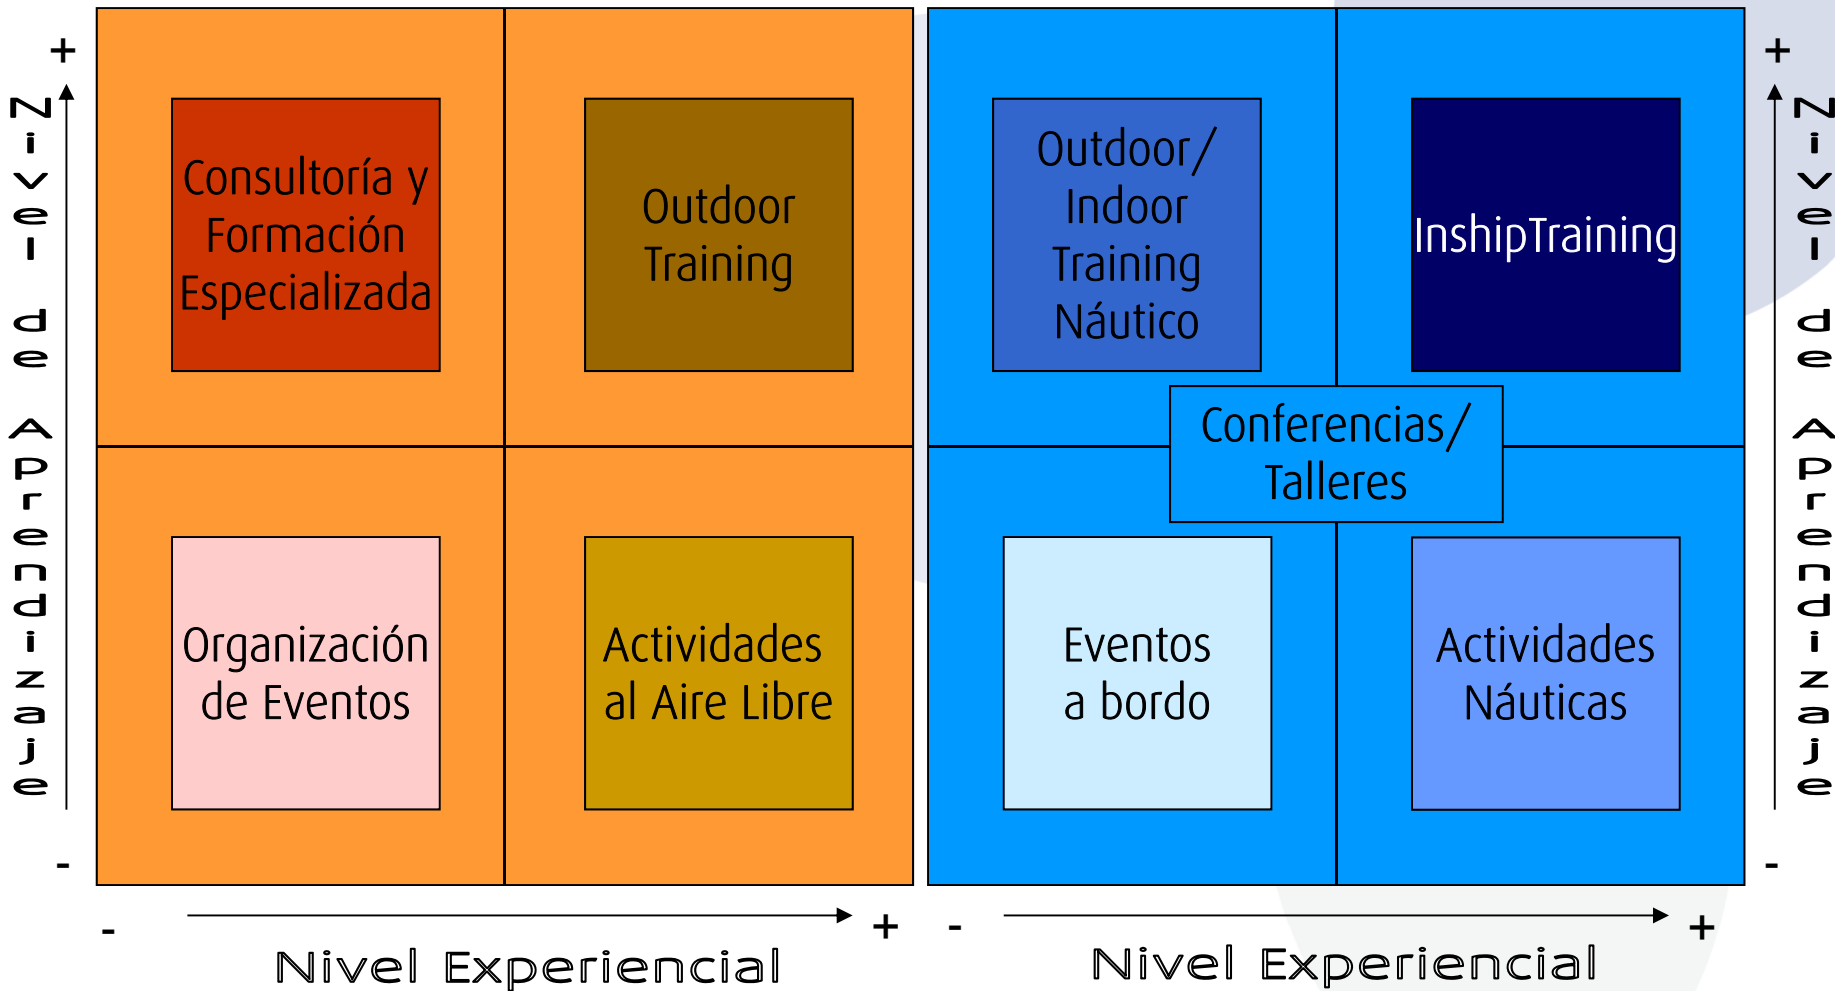 +
Nivel de Aprendizaje
-
Consultoría y
Formación
Especializada
Outdoor
Training
Organización
de Eventos
Actividades
al Aire Libre
-
+
Nivel Experiencial
Outdoor/
Indoor
Training
Náutico
InshipTraining
Conferencias/
Talleres
Eventos
a bordo
Actividades
Náuticas
-
+
Nivel Experiencial
+
Nivel de Aprendizaje
-